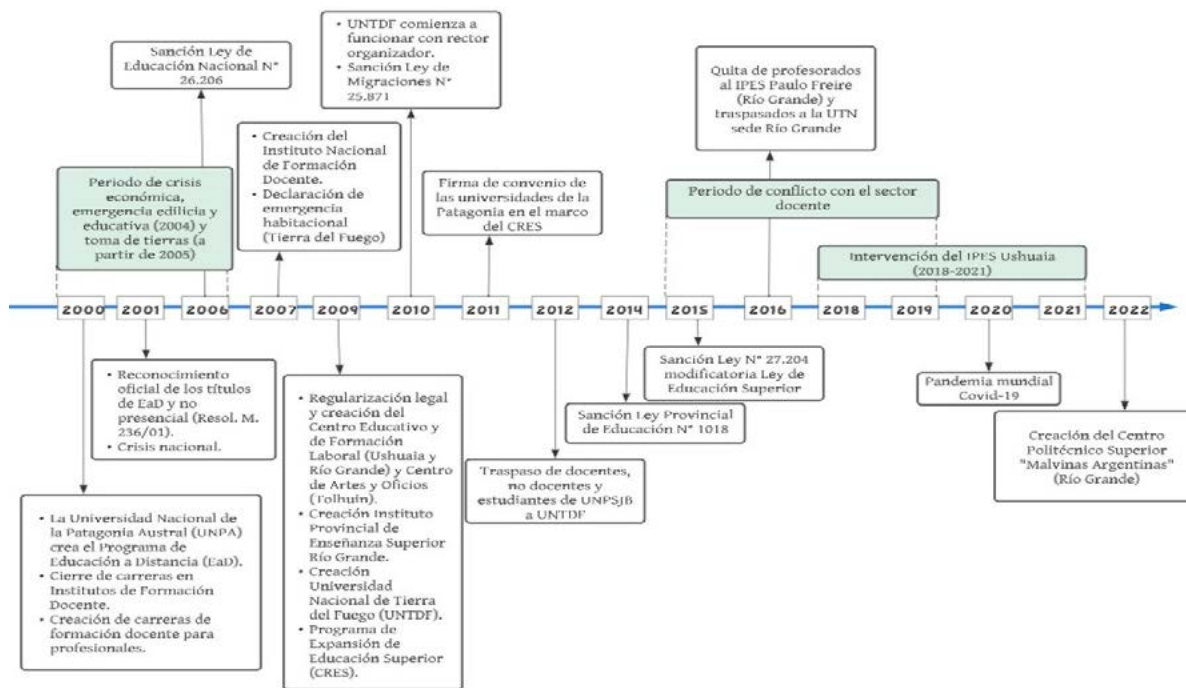 Sanción Ley de
Educación Nacional N°
26.206
• UNTDF comienza a
funcionar con rector
organizador.
• Sanción Ley de
Migraciones N°
25.871
Quita de profesorados
al IPES Paulo Freire
(Río Grande) y
traspasados a la UTN
sede Río Grande
Periodo de crisis
económica,
emergencia edilicia y
educativa (2004) y
toma de tierras (a
partir de 2005)
• Creación del
Instituto Nacional
de Formación
Docente.
• Declaración de
emergencia
habitacional
(Tierra del Fuego)
Firma de convenio de
las universidades de la
Patagonia en el marco
del CRES
Periodo de conflicto con el sector
docente
Intervención del IPES Ushuaia
(2018-2021)
2000 2001 2006 2007 2009 2010 2011 2012 2014 2015 2016 2018 2019 2020 2021 2022
• Reconocimiento
oficial de los títulos
de EaD y no
presencial (Resol. M.
236/01).
• Crisis nacional.
• La Universidad Nacional de
la Patagonia Austral (UNPA)
crea el Programa de
Educación a Distancia (EaD).
• Cierre de carreras en
Institutos de Formación
Docente.
• Creación de carreras de
formación docente para
profesionales.
• Regularización legal
y creación del
Centro Educativo y
de Formación
Laboral (Ushuaia y
Río Grande) y Centro
de Artes y Oficios
(Tolhuin).
• Creación Instituto
Provincial de
Enseñanza Superior
Río Grande.
• Creación
Universidad
Nacional de Tierra
del Fuego (UNTDF).
• Programa de
Expansión de
Educación Superior
(CRES).
Traspaso de docentes,
no docentes y
estudiantes de UNPSJB
a UNTDF
Sanción Ley Provincial
de Educación N° 1018
Sanción Ley N° 27.204
modificatoria Ley de
Educación Superior
Pandemia mundial
Covid-19
Creación del Centro
Politécnico Superior
"Malvinas Argentinas"
(Río Grande)